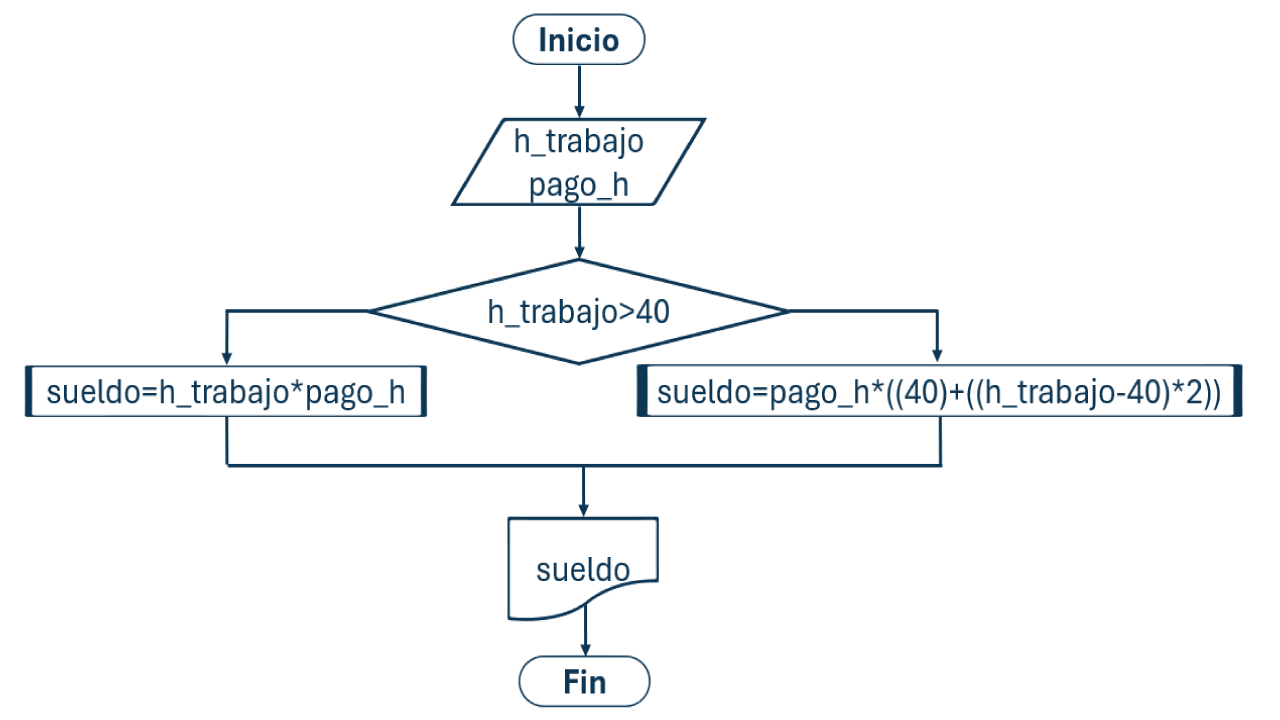 Inicio
h_trabajo
pago_h
h_trabajo>40
sueldo=h_trabajo*pago_h
sueldo=pago_h*((40)+((h_trabajo-40)*2))
sueldo
Fin